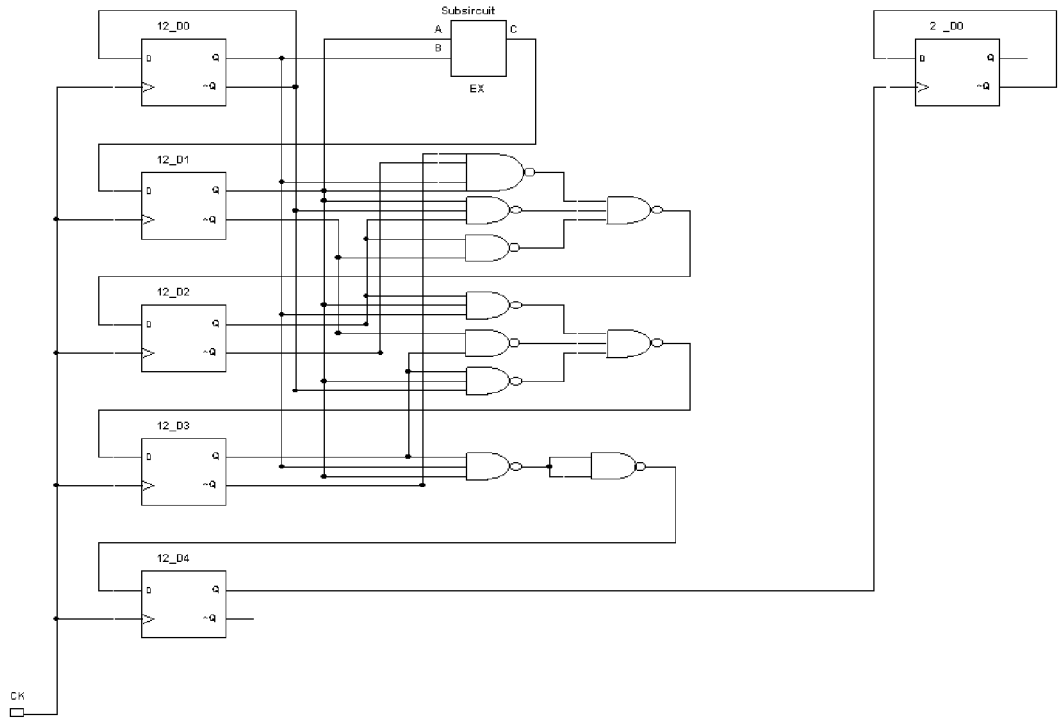 Subsircuit
12_D0
A
C
2 _D0
B
D
Q
D
Q
~Q
EX
~Q
12_D1
D
Q
~Q
12_D2
D
Q
~Q
12_D3
D
Q
~Q
12_D4
D
Q
~Q
CK